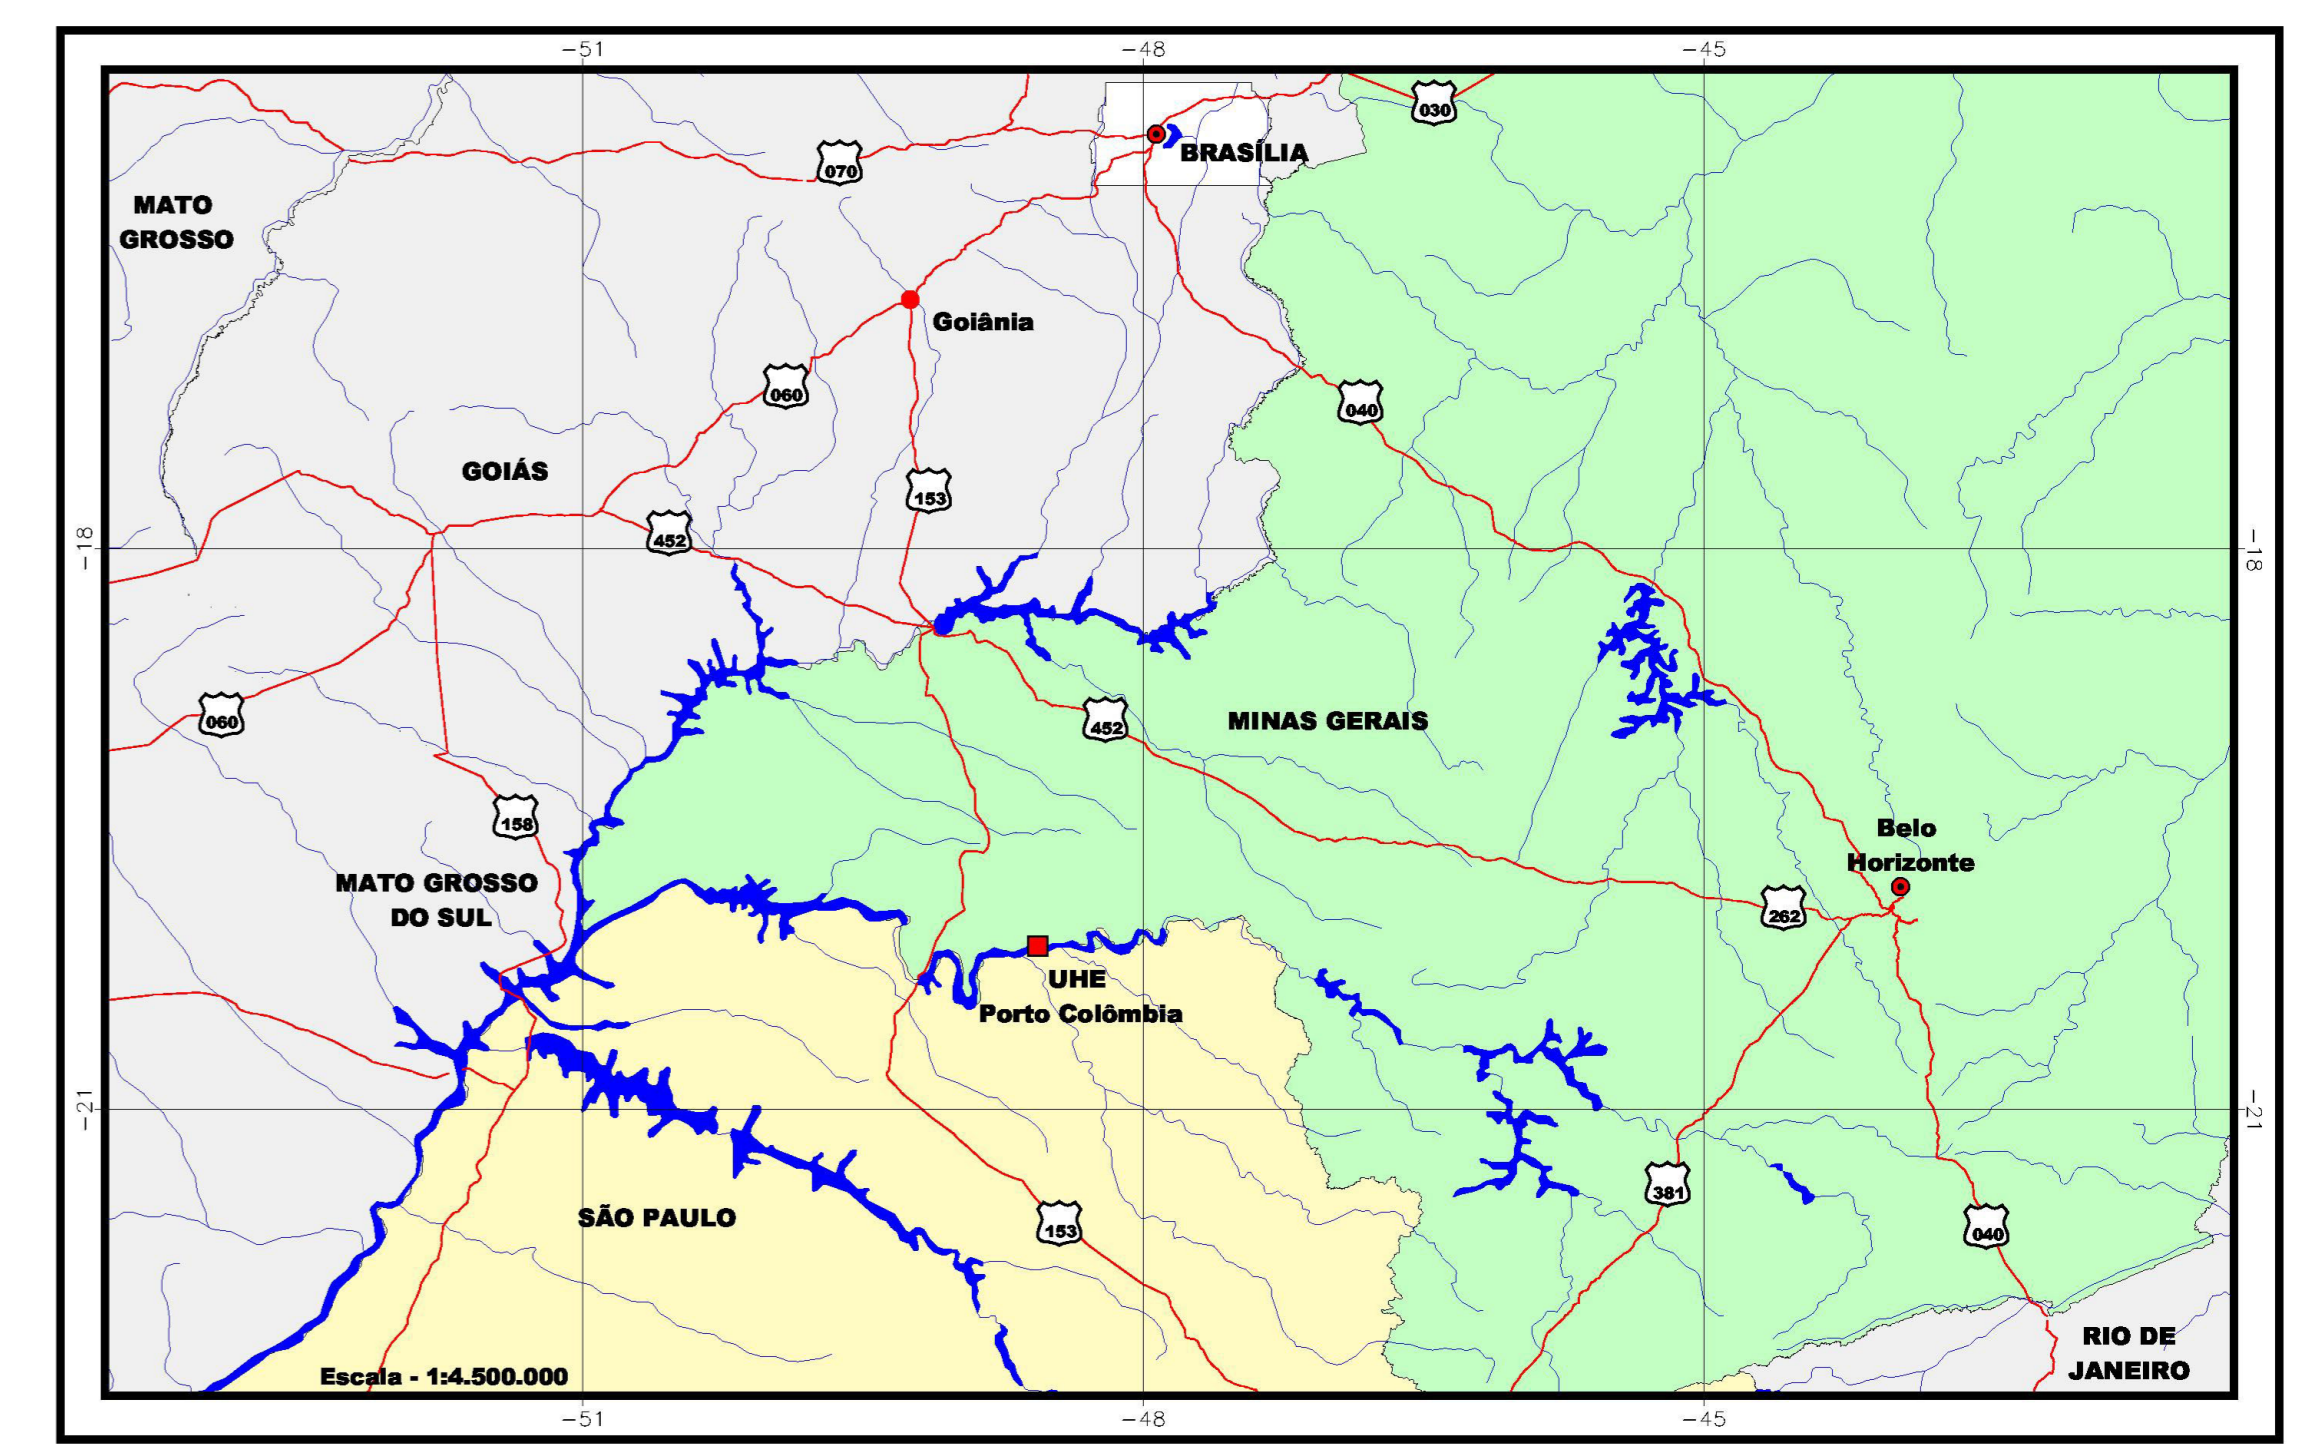 -51
-48
-45
030
BRASÍLIA
070
MATO
GROSSO
Goiânia
060
040
GOIÁS
153
452
-18
-18
060
452
MINAS GERAIS
158
Belo
Horizonte
MATO GROSSO
DO SUL
262
UHE
Porto Colômbia
-21
-21
381
SÃO PAULO
153
040
RIO DE
JANEIRO
Escala - 1:4.500.000
-51
-48
-45